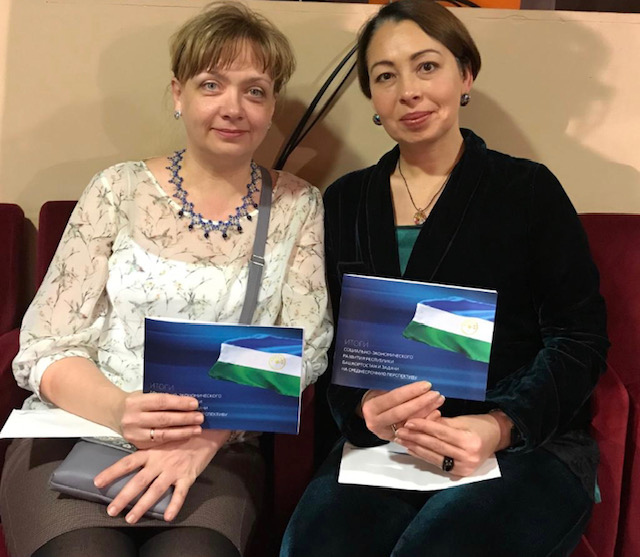 ИТОГИ
СОЦИАЛЬНО-ЭКОНОМИЧЕСКОГО
РАЗВИТИЯ РЕСПУБЛИКИ
БАШКОРТОСТАН И ЗАДАЧИ
НА СРЕДНЕСРОЧНУЮ ПЕРСПЕКТИВУ
ИТОГИ